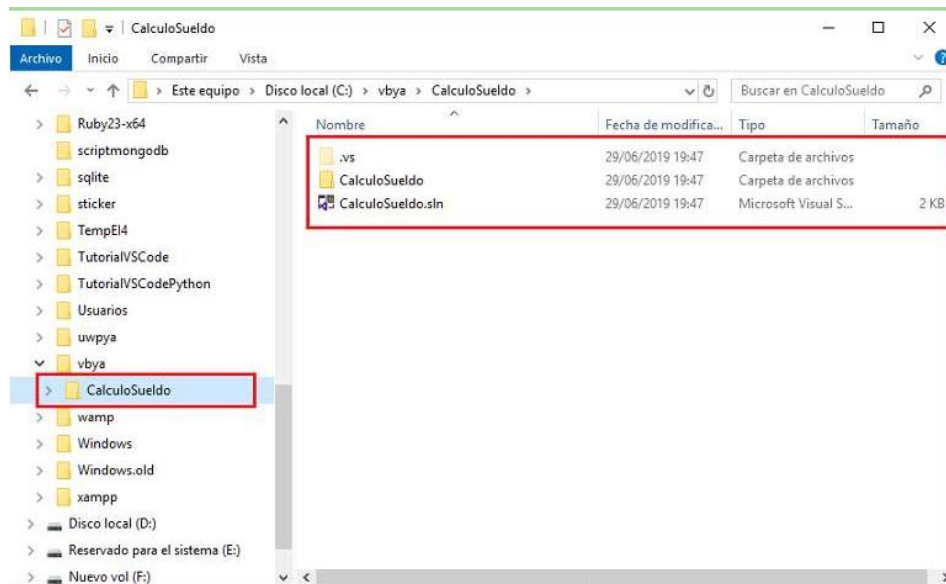 CalculoSueldo
Archivo Inicio Compartir Vista
Este equipo > Disco local (C:) > vbya > CalculoSueldo >
Buscar en CalculoSueldo
Nombre Fecha de modifica... Tipo Tamaño
.vs 29/06/2019 19:47 Carpeta de archivos
CalculoSueldo 29/06/2019 19:47 Carpeta de archivos
CalculoSueldo.sln 29/06/2019 19:47 Microsoft Visual S... 2 KB
Ruby23-x64
scriptmongodb
sqlite
sticker
TempEl4
TutorialVSCode
TutorialVSCodePython
Usuarios
uwpya
vbya
CalculoSueldo
wamp
Windows
Windows.old
xampp
Disco local (D:)
Reservado para el sistema (E:)
Nuevo vol (F:)